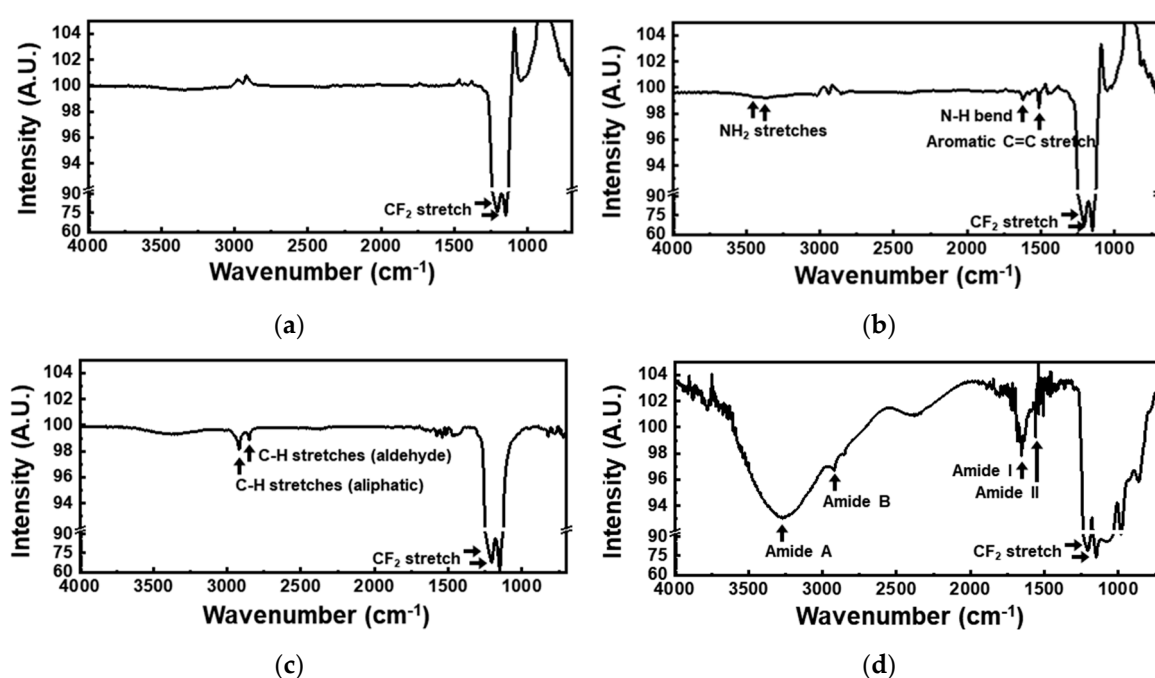 (a)
Intensity (A.U.)
104
102
100
98
96
94
90
75
60
CF₂ stretch
4000 3500 3000 2500 2000 1500 1000
Wavenumber (cm⁻¹)
(b)
Intensity (A.U.)
104
102
100
98
96
94
90
75
60
NH₂ stretches
N-H bend
Aromatic C=C stretch
CF₂ stretch
4000 3500 3000 2500 2000 1500 1000
Wavenumber (cm⁻¹)
(c)
Intensity (A.U.)
104
102
100
98
96
94
90
75
60
C-H stretches (aldehyde)
C-H stretches (aliphatic)
CF₂ stretch
4000 3500 3000 2500 2000 1500 1000
Wavenumber (cm⁻¹)
(d)
Intensity (A.U.)
104
102
100
98
96
94
90
75
60
Amide A
Amide B
Amide I
Amide II
CF₂ stretch
4000 3500 3000 2500 2000 1500 1000
Wavenumber (cm⁻¹)